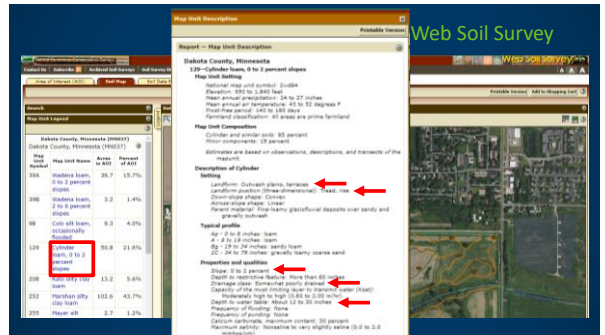 Web Soil Survey
Map Unit Description
Printable Version
Report — Map Unit Description
Dakota County, Minnesota
129—Cylinder loam, 0 to 2 percent slopes
Map Unit Setting
National map unit symbol: 2vd84
Elevation: 690 to 1,840 feet
Mean annual precipitation: 24 to 37 inches
Mean annual air temperature: 43 to 52 degrees F
Frost-free period: 140 to 180 days
Farmland classification: All areas are prime farmland
Map Unit Composition
Cylinder and similar soils: 85 percent
Minor components: 15 percent
Estimates are based on observations, descriptions, and transects of the
mapunit.
Description of Cylinder
Setting
Landform: Outwash plains, terraces
Landform position (three-dimensional): Tread, rise
Down-slope shape: Convex
Across-slope shape: Linear
Parent material: Fine-loamy glaciofluvial deposits over sandy and
gravelly outwash
Typical profile
Ap - 0 to 8 inches: loam
A - 8 to 19 inches: loam
Bg - 19 to 34 inches: sandy loam
2C - 34 to 79 inches: gravelly loamy coarse sand
Properties and qualities
Slope: 0 to 2 percent
Depth to restrictive feature: More than 80 inches
Drainage class: Somewhat poorly drained
Capacity of the most limiting layer to transmit water (Ksat):
Moderately high to high (0.60 to 2.00 in/hr)
Depth to water table: About 12 to 30 inches
Frequency of flooding: None
Frequency of ponding: None
Calcium carbonate, maximum content: 30 percent
Maximum salinity: Nonsaline to very slightly saline (0.0 to 2.0
mmhos/cm)
Contact Us | Subscribe | Archived Soil Surveys | Soil Survey
Area of Interest (AOI)
Soil Map
Soil Data
Search
Map Unit Legend
Dakota County, Minnesota (MN037)
Dakota County, Minnesota (MN037)
Map Unit Symbol | Map Unit Name | Acres in AOI | Percent of AOI
39A Wadena loam, 0 to 2 percent slopes 36.7 15.7%
39B Wadena loam, 2 to 6 percent slopes 3.2 1.4%
98 Colo silt loam, occasionally flooded 9.3 4.0%
129 Cylinder loam, 0 to 2 percent slopes 50.8 21.6%
208 Kato silty clay loam 13.2 5.6%
252 Marshan silty clay loam 102.6 43.7%
255 Mayer silt 2.7 1.2%
Web Soil Survey
A A A
Printable Version
Add to Shopping Cart